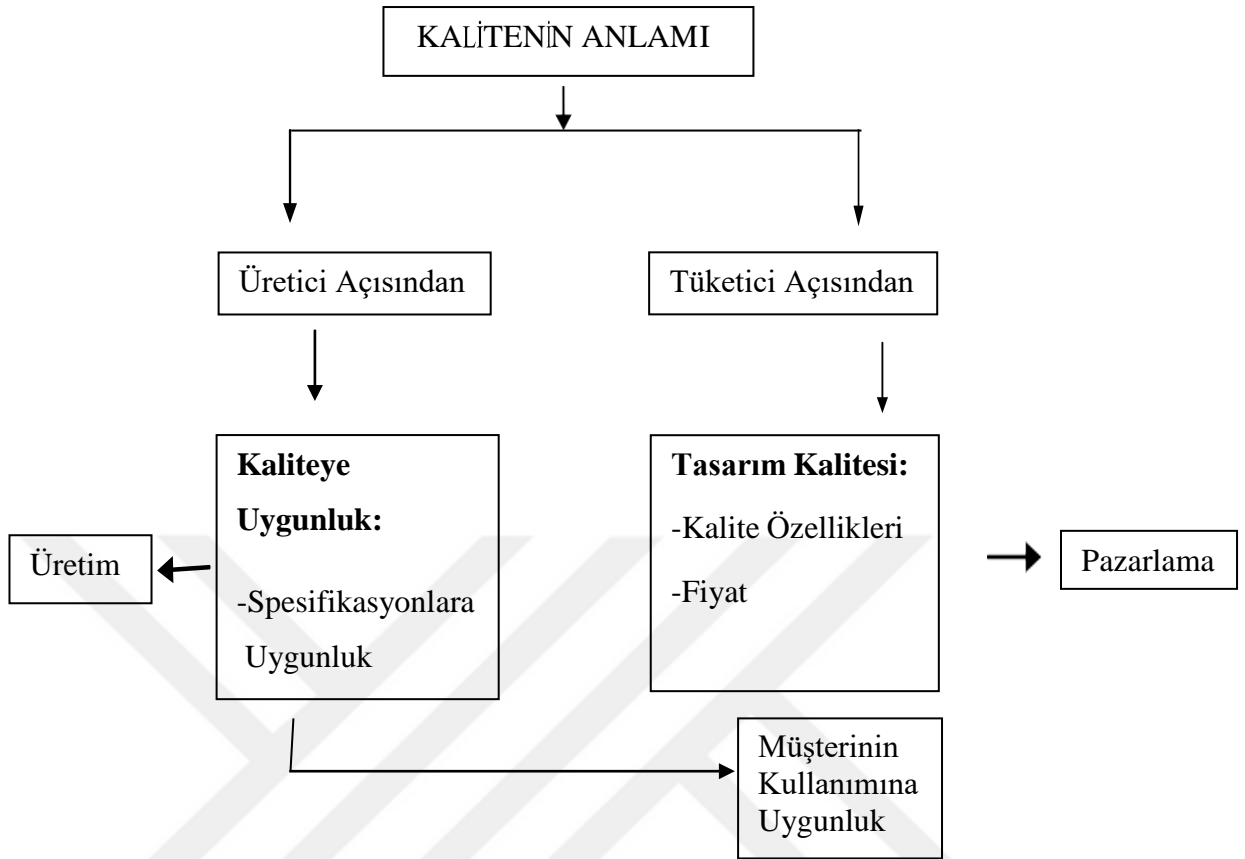 KALİTENİN ANLAMI
Üretici Açısından
Tüketici Açısından
Kaliteye
Uygunluk:
-Spesifikasyonlara
Uygunluk
Tasarım Kalitesi:
-Kalite Özellikleri
-Fiyat
Üretim
Pazarlama
Müşterinin
Kullanımına
Uygunluk